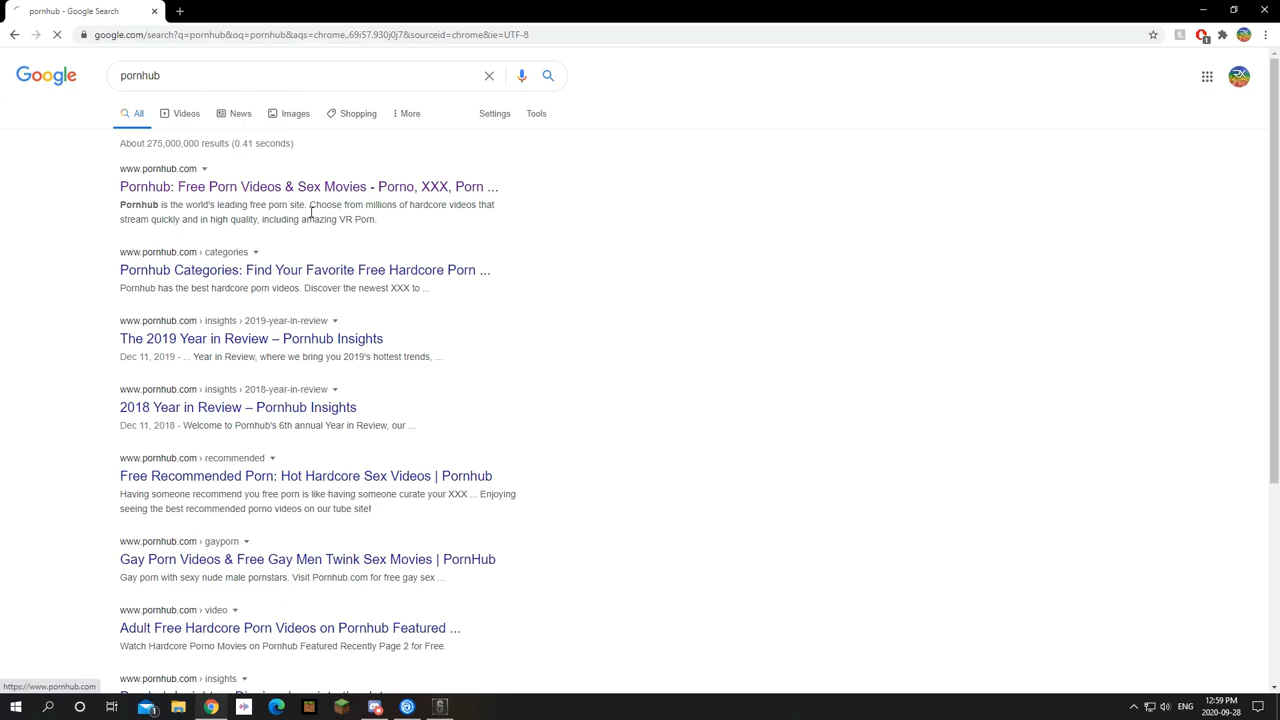 pornhub - Google Search
google.com/search?q=pornhub&oq=pornhub&aqs=chrome..69i57.930j0j7&sourceid=chrome&ie=UTF-8
1
Google
pornhub
All
Videos
News
Images
Shopping
More
Settings
Tools
About 275,000,000 results (0.41 seconds)
www.pornhub.com
Pornhub: Free Porn Videos & Sex Movies - Porno, XXX, Porn ...
Pornhub is the world's leading free porn site. Choose from millions of hardcore videos that
stream quickly and in high quality, including amazing VR Porn.
www.pornhub.com › categories
Pornhub Categories: Find Your Favorite Free Hardcore Porn ...
Pornhub has the best hardcore porn videos. Discover the newest XXX to ...
www.pornhub.com › insights › 2019-year-in-review
The 2019 Year in Review – Pornhub Insights
Dec 11, 2019 - ... Year in Review, where we bring you 2019's hottest trends, ...
www.pornhub.com › insights › 2018-year-in-review
2018 Year in Review – Pornhub Insights
Dec 11, 2018 - Welcome to Pornhub's 6th annual Year in Review, our ...
www.pornhub.com › recommended
Free Recommended Porn: Hot Hardcore Sex Videos | Pornhub
Having someone recommend you free porn is like having someone curate your XXX ... Enjoying
seeing the best recommended porno videos on our tube site!
www.pornhub.com › gayporn
Gay Porn Videos & Free Gay Men Twink Sex Movies | PornHub
Gay porn with sexy nude male pornstars. Visit Pornhub.com for free gay sex ...
www.pornhub.com › video
Adult Free Hardcore Porn Videos on Pornhub Featured ...
Watch Hardcore Porno Movies on Pornhub Featured Recently Page 2 for Free.
www.pornhub.com › insights
https://www.pornhub.com
ENG
12:59 PM
2020-09-28